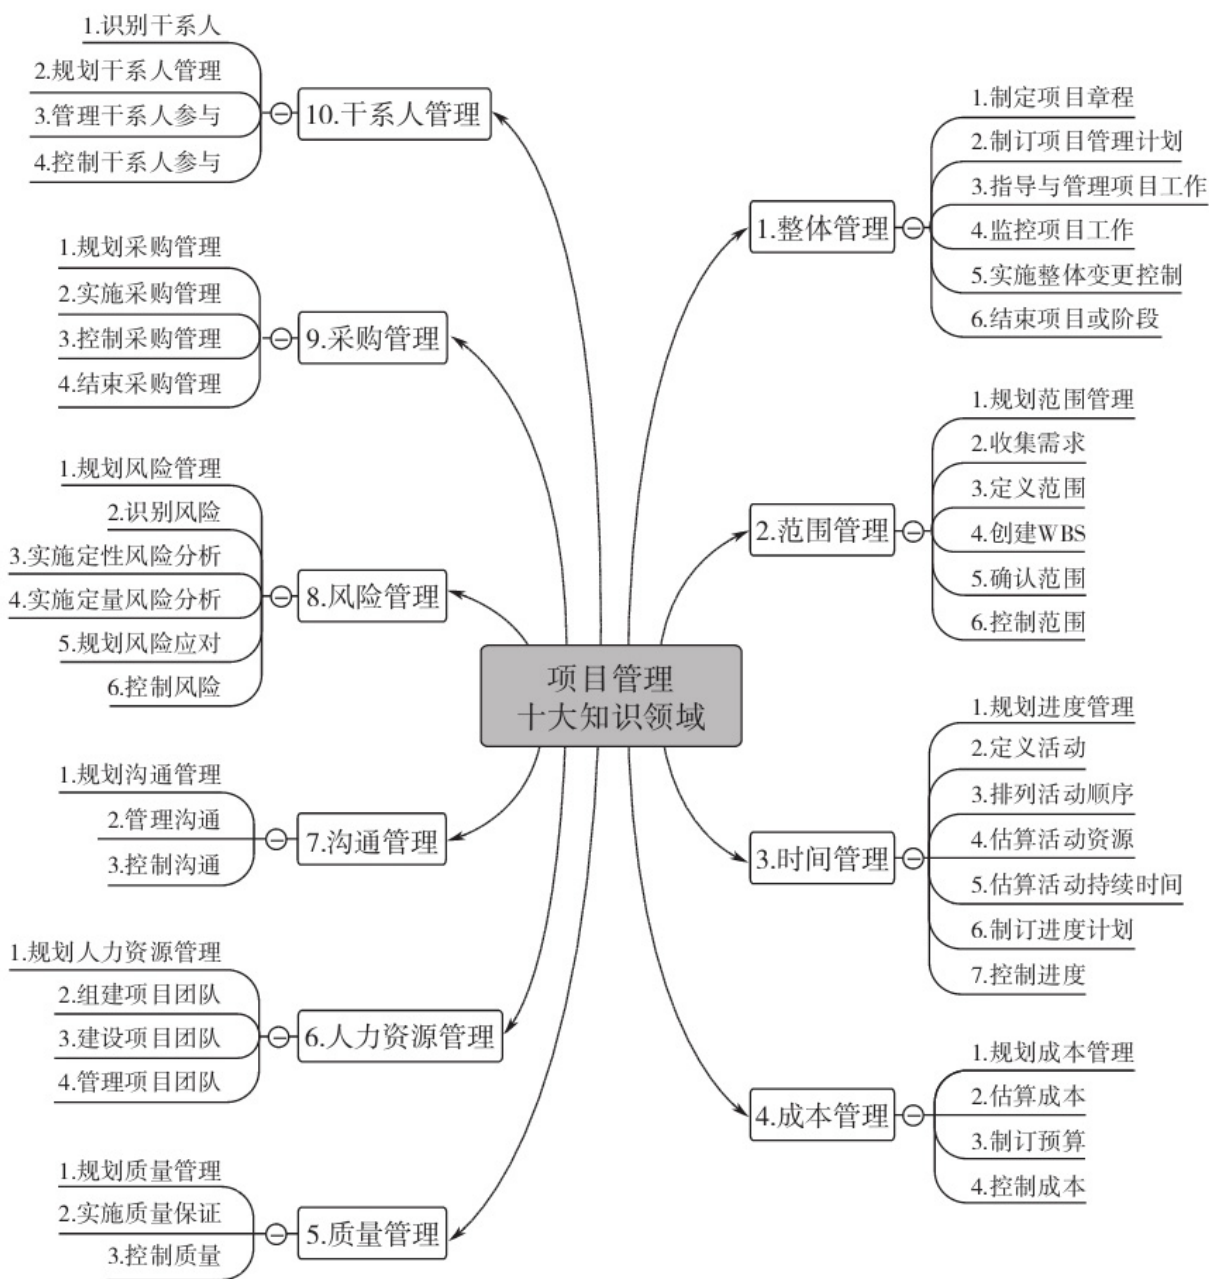 项目管理
十大知识领域
1.整体管理
1.制定项目章程
2.制订项目管理计划
3.指导与管理项目工作
4.监控项目工作
5.实施整体变更控制
6.结束项目或阶段
2.范围管理
1.规划范围管理
2.收集需求
3.定义范围
4.创建WBS
5.确认范围
6.控制范围
3.时间管理
1.规划进度管理
2.定义活动
3.排列活动顺序
4.估算活动资源
5.估算活动持续时间
6.制订进度计划
7.控制进度
4.成本管理
1.规划成本管理
2.估算成本
3.制订预算
4.控制成本
5.质量管理
1.规划质量管理
2.实施质量保证
3.控制质量
6.人力资源管理
1.规划人力资源管理
2.组建项目团队
3.建设项目团队
4.管理项目团队
7.沟通管理
1.规划沟通管理
2.管理沟通
3.控制沟通
8.风险管理
1.规划风险管理
2.识别风险
3.实施定性风险分析
4.实施定量风险分析
5.规划风险应对
6.控制风险
9.采购管理
1.规划采购管理
2.实施采购管理
3.控制采购管理
4.结束采购管理
10.干系人管理
1.识别干系人
2.规划干系人管理
3.管理干系人参与
4.控制干系人参与